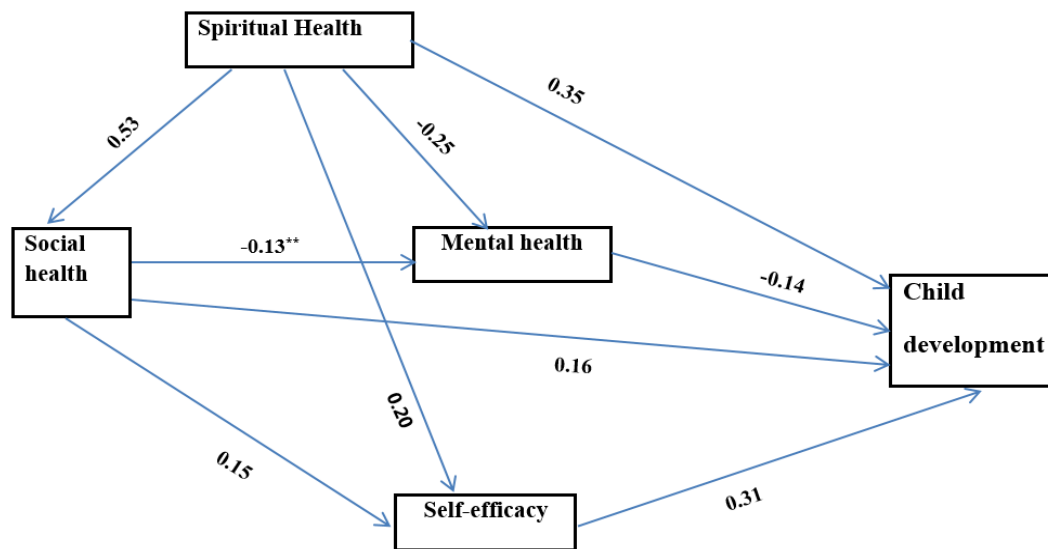 Spiritual Health
0.35
0.53
-0.25
Social
health
-0.13**
Mental health
-0.14
Child
development
0.16
0.20
0.15
Self-efficacy
0.31